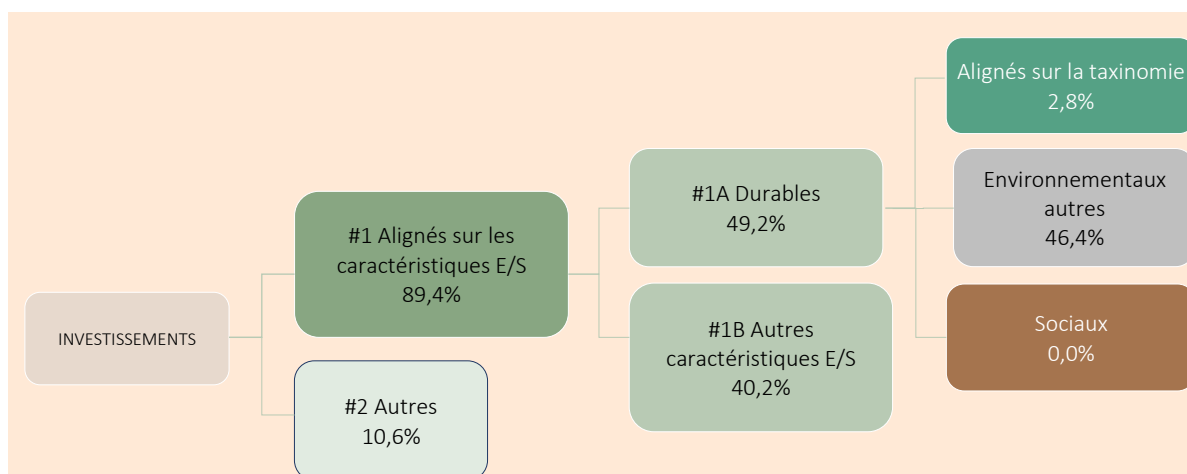 INVESTISSEMENTS
#1 Alignés sur les
caractéristiques E/S
89,4%
#2 Autres
10,6%
#1A Durables
49,2%
#1B Autres
caractéristiques E/S
40,2%
Alignés sur la taxinomie
2,8%
Environnementaux
autres
46,4%
Sociaux
0,0%